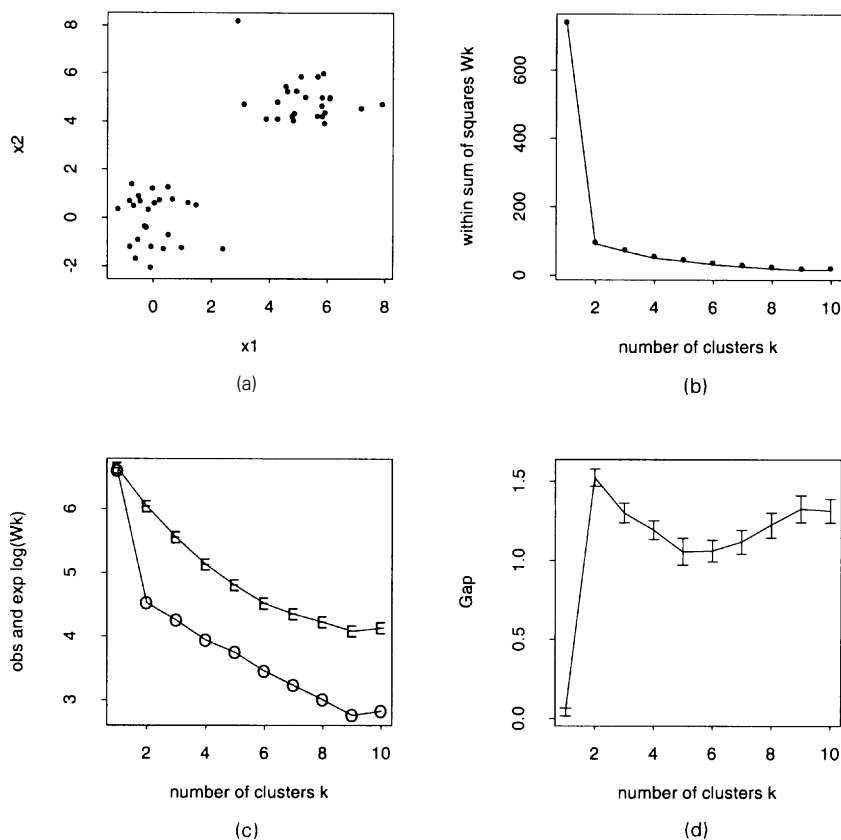 x2
8
6
4
2
0
-2
0
2
4
6
8
x1
(a)
within sum of squares Wk
600
400
200
0
2
4
6
8
10
number of clusters k
(b)
obs and exp log(Wk)
6
5
4
3
E
E
E
E
E
E
E
E
E
E
O
O
O
O
O
O
O
O
O
O
2
4
6
8
10
number of clusters k
(c)
Gap
1.5
1.0
0.5
0.0
2
4
6
8
10
number of clusters k
(d)